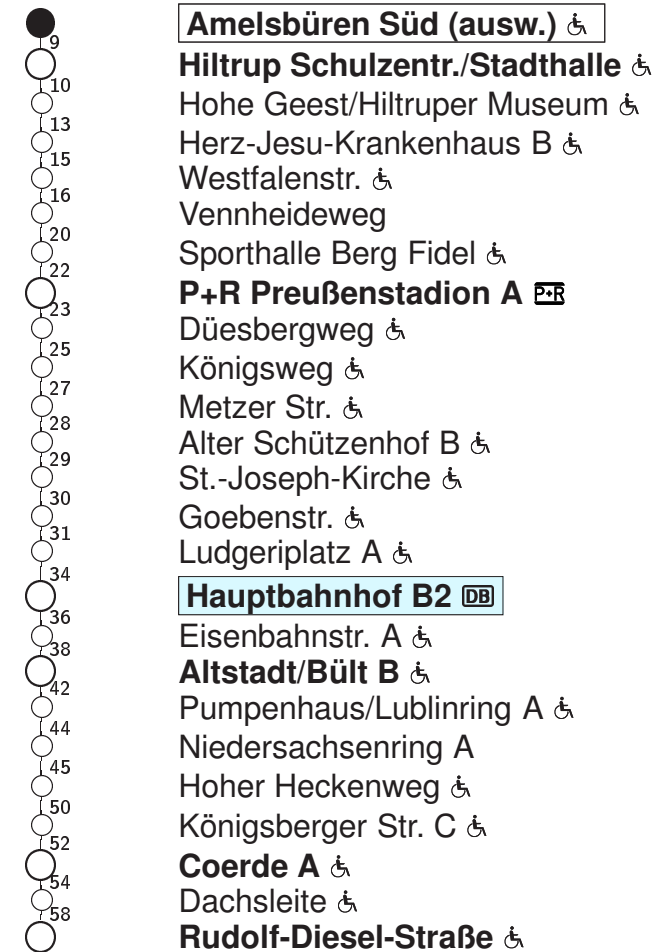 Amelsbüren Süd (ausw.)
9
Hiltrup Schulzentr./Stadthalle
10
Hohe Geest/Hiltruper Museum
13
Herz-Jesu-Krankenhaus B
15
Westfalenstr.
16
Vennheideweg
20
Sporthalle Berg Fidel
22
P+R Preußenstadion A P+R
23
Düesbergweg
25
Königsweg
27
Metzer Str.
28
Alter Schützenhof B
29
St.-Joseph-Kirche
30
Goebenstr.
31
Ludgeriplatz A
34
Hauptbahnhof B2 DB
36
Eisenbahnstr. A
38
Altstadt/Bült B
42
Pumpenhaus/Lublinring A
44
Niedersachsenring A
45
Hoher Heckenweg
50
Königsberger Str. C
52
Coerde A
54
Dachsleite
58
Rudolf-Diesel-Straße